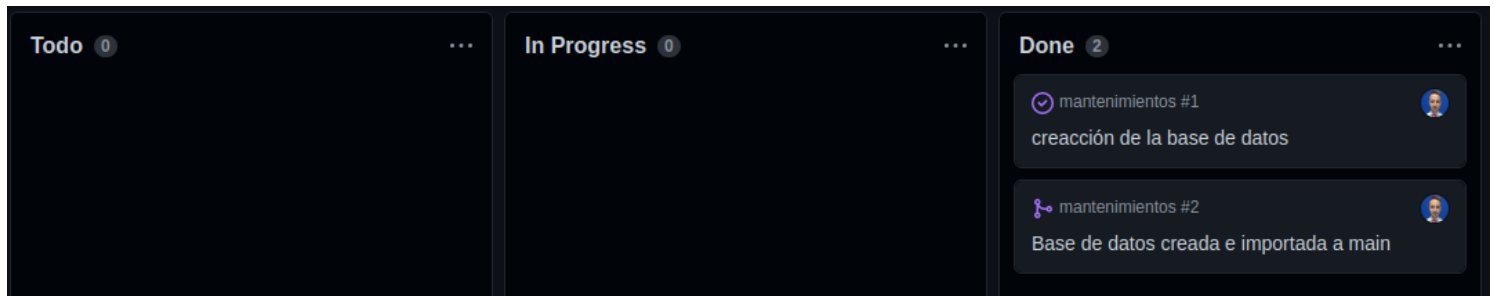 Todo 0
In Progress 0
Done 2
mantenimientos #1
creacción de la base de datos
mantenimientos #2
Base de datos creada e importada a main